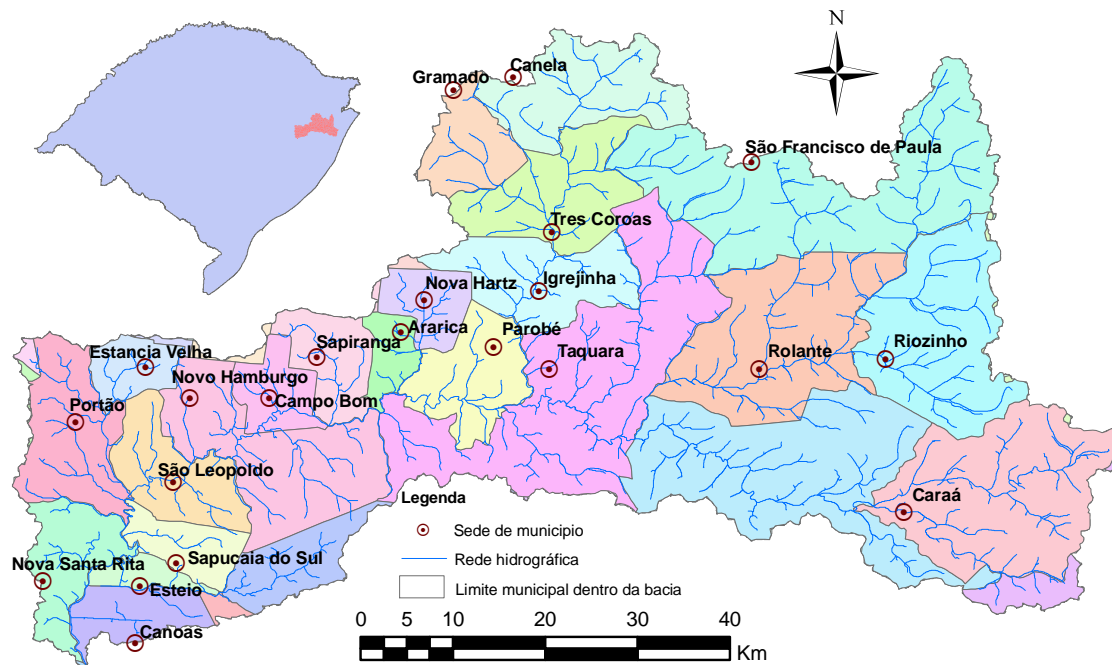 N
Canela
Gramado
São Francisco de Paula
Tres Coroas
Igrejinha
Nova Hartz
Ararica
Parobé
Sapiranga
Estancia Velha
Taquara
Rolante
Riozinho
Novo Hamburgo
Campo Bom
Portão
São Leopoldo
Caraá
Sapucaia do Sul
Nova Santa Rita
Esteio
Canoas
Legenda
Sede de municipio
Rede hidrográfica
Limite municipal dentro da bacia
0 5 10 20 30 40
Km